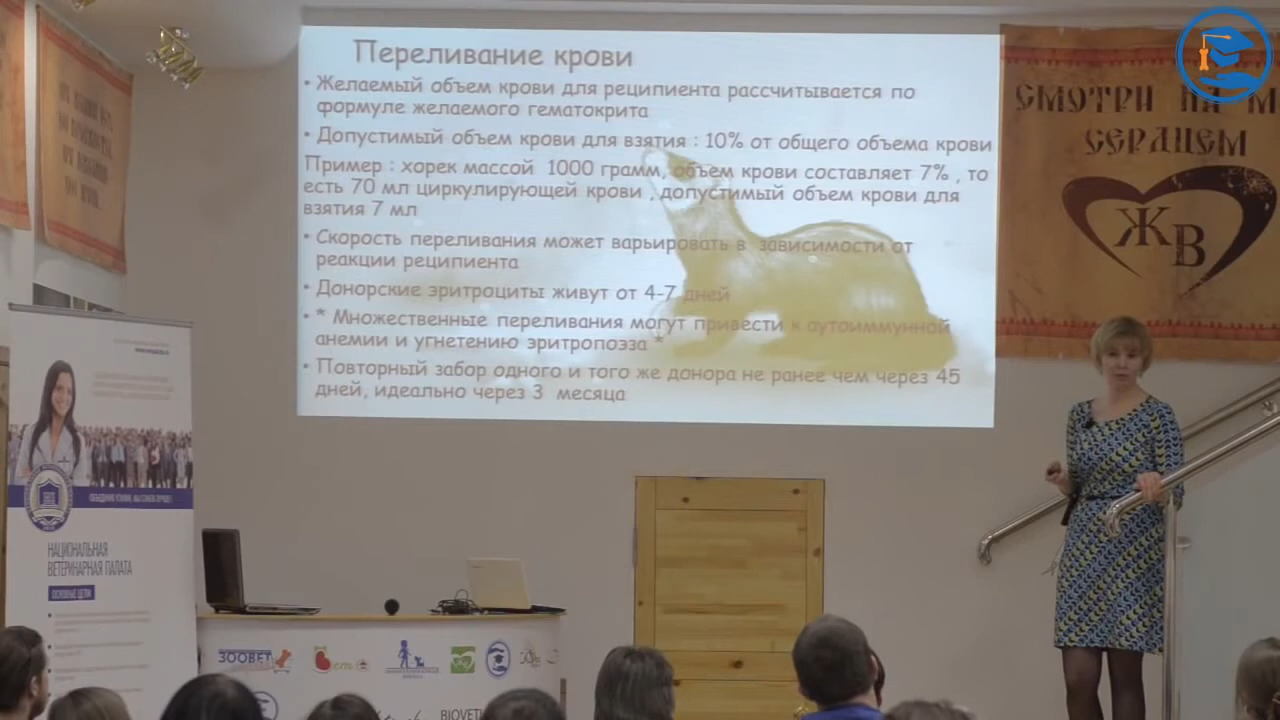 Переливание крови
• Желаемый объем крови для реципиента рассчитывается по
формуле желаемого гематокрита
• Допустимый объем крови для взятия : 10% от общего объема крови
Пример : хорек массой 1000 грамм, объем крови составляет 7% , то
есть 70 мл циркулирующей крови , допустимый объем крови для
взятия 7 мл
• Скорость переливания может варьировать в зависимости от
реакции реципиента
• Донорские эритроциты живут от 4-7 дней
• * Множественные переливания могут привести к аутоиммунной
анемии и угнетению эритропоэза *
• Повторный забор одного и того же донора не ранее чем через 45
дней, идеально через 3 месяца
СМОТРИ НА М
СЕРДЦЕМ
ЖВ
НАЦИОНАЛЬНАЯ
ВЕТЕРИНАРНАЯ ПАЛАТА
ОСНОВНЫЕ ЦЕЛИ
ЗООВЕТ
BIOVET